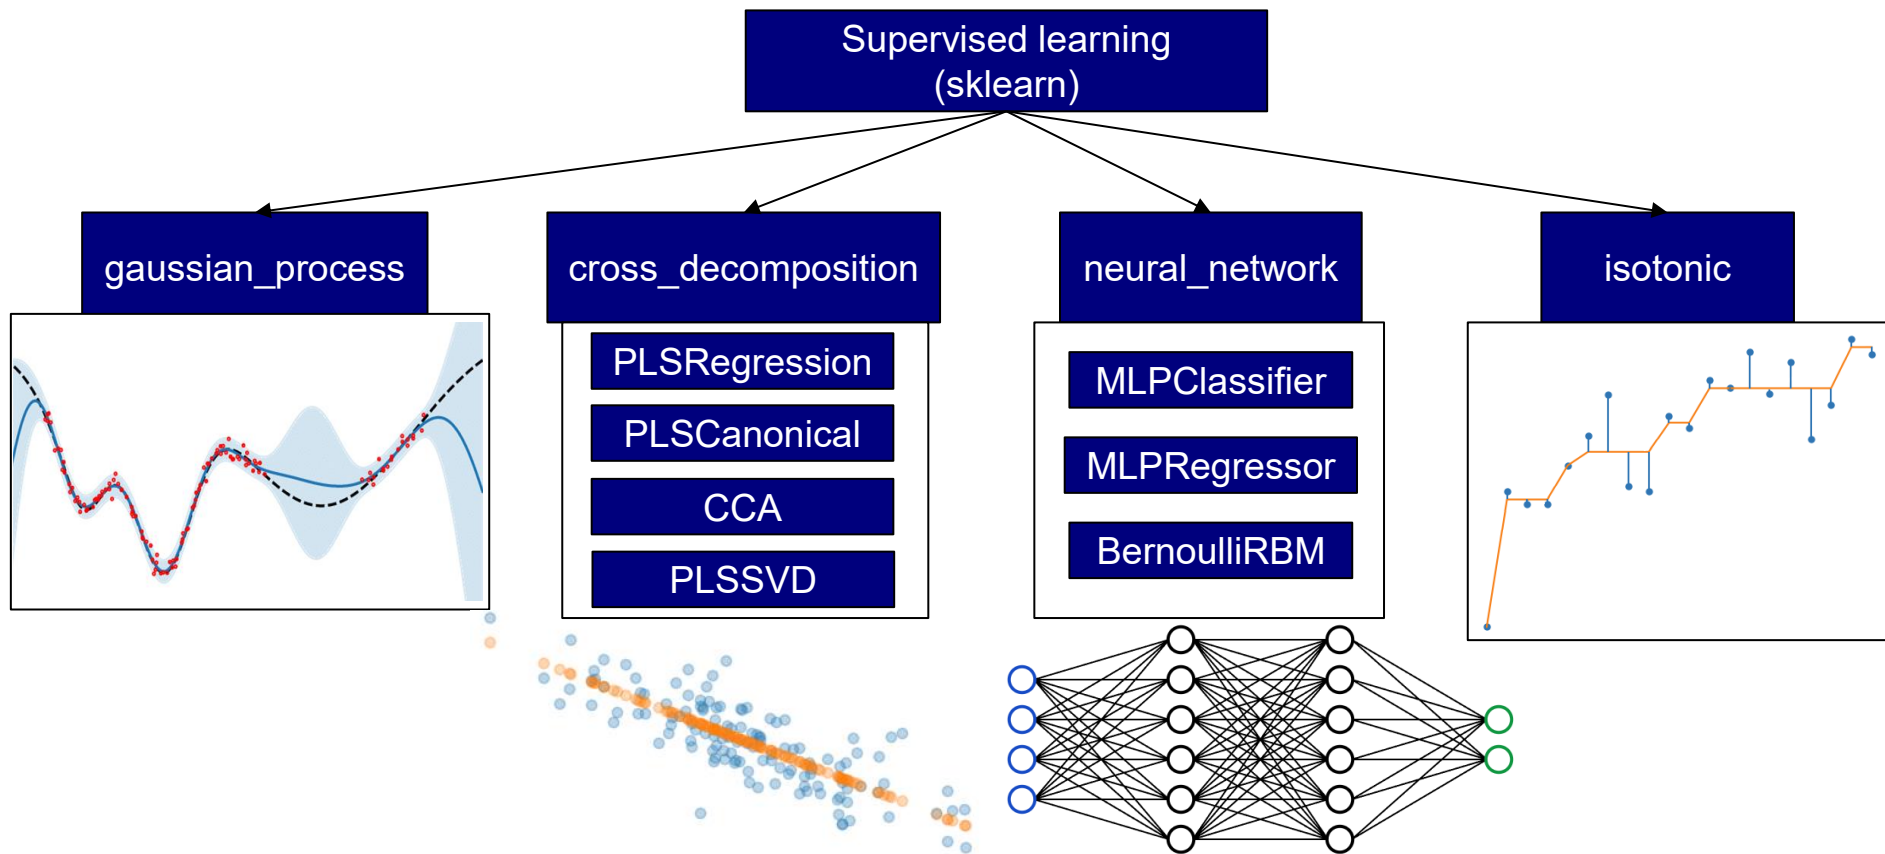 Supervised learning
(sklearn)
gaussian_process
cross_decomposition
neural_network
isotonic
PLSRegression
PLSCanonical
CCA
PLSSVD
MLPClassifier
MLPRegressor
BernoulliRBM